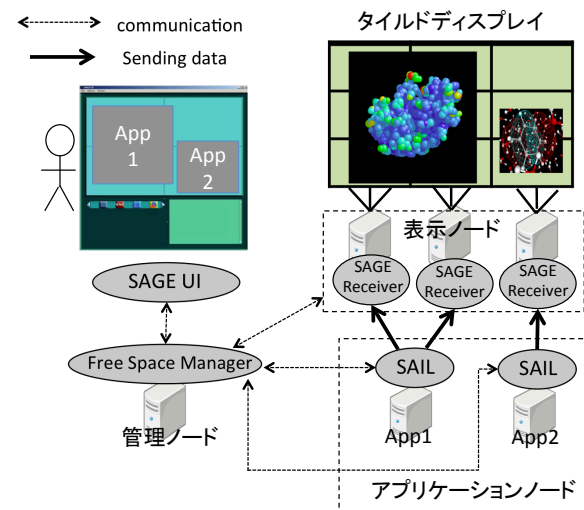 communication
Sending data
タイルドディスプレイ
App
1
App
2
表示ノード
SAGE
Receiver
SAGE
Receiver
SAGE
Receiver
SAGE UI
Free Space Manager
SAIL
SAIL
管理ノード
App1
App2
アプリケーションノード